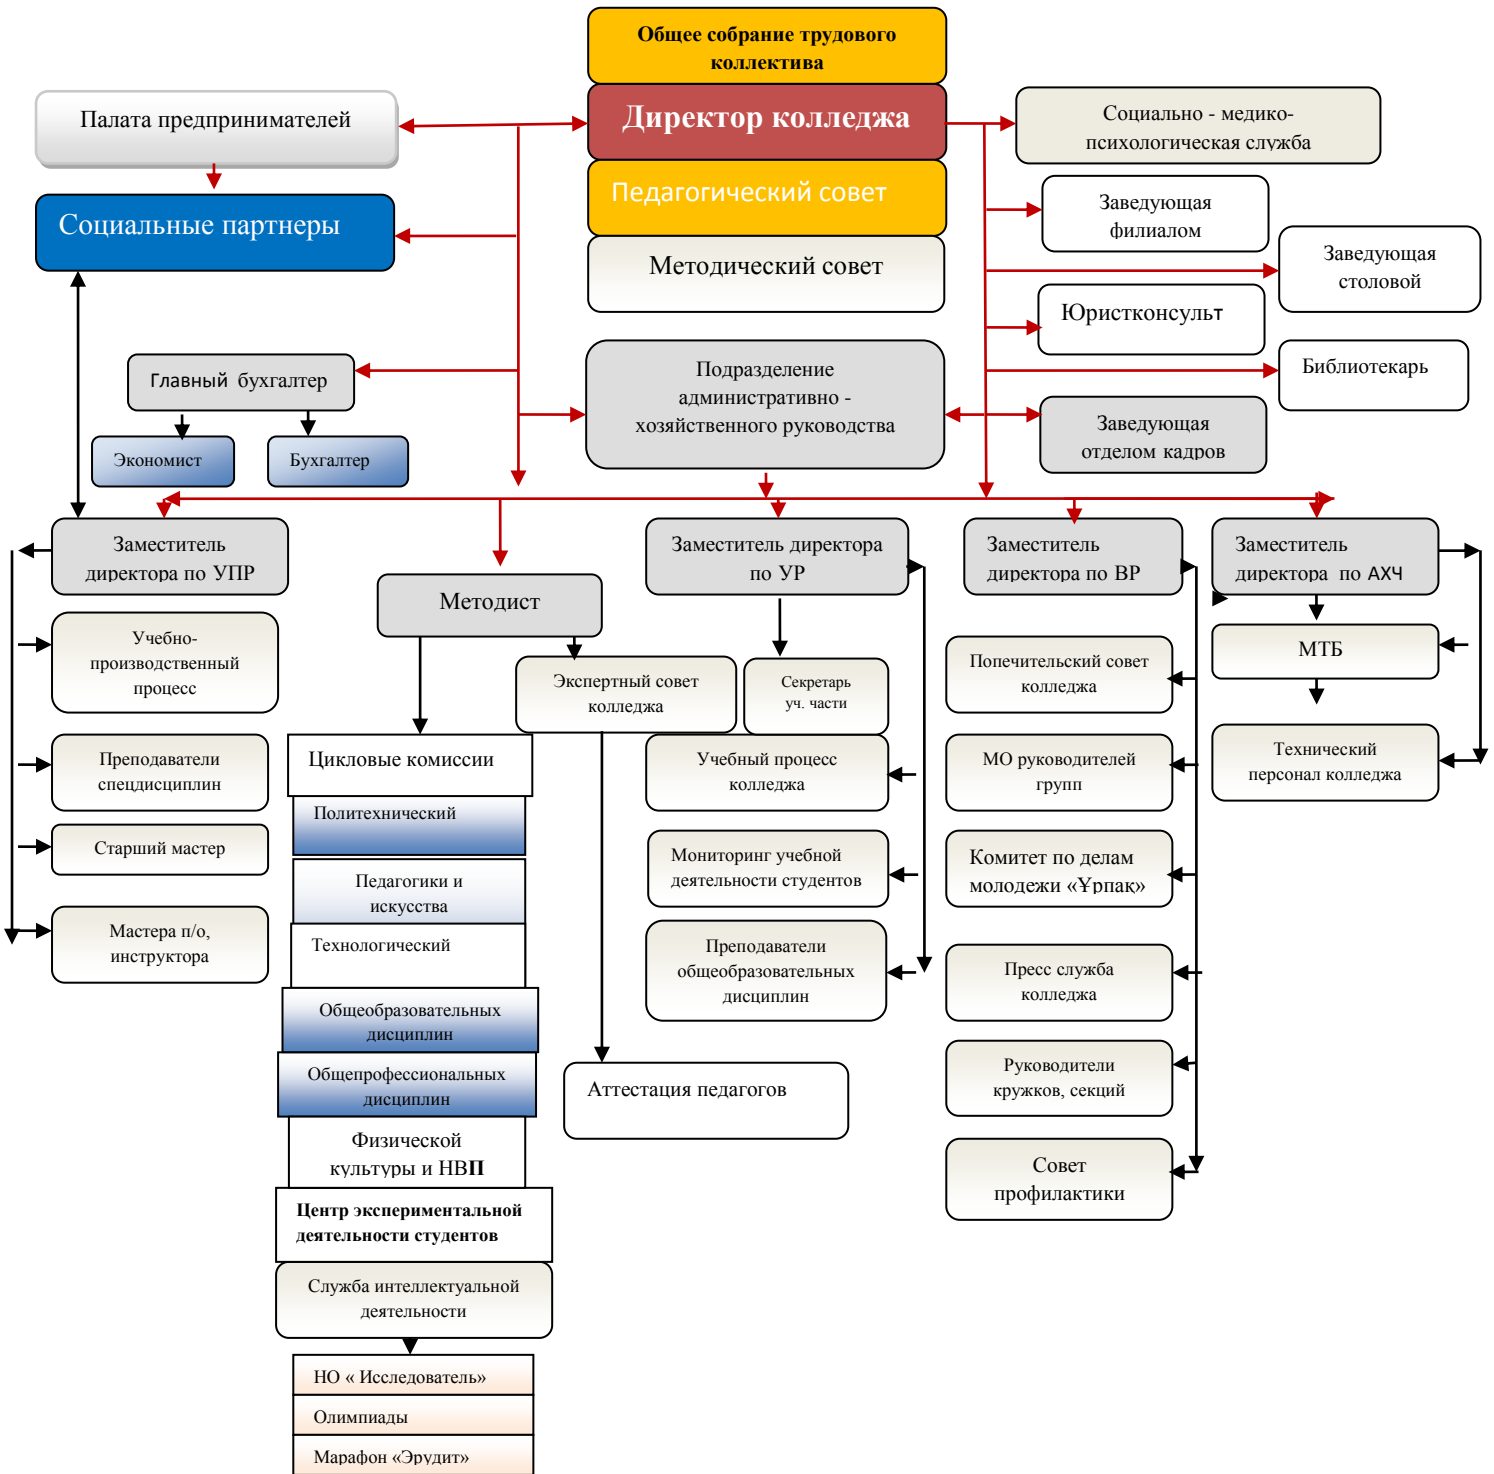 Общее собрание трудового
коллектива
Директор колледжа
Палата предпринимателей
Социально - медико-
психологическая служба
Педагогический совет
Заведующая
филиалом
Социальные партнеры
Методический совет
Заведующая
столовой
Юристконсульт
Главный бухгалтер
Подразделение
административно -
хозяйственного руководства
Библиотекарь
Экономист
Бухгалтер
Заведующая
отделом кадров
Заместитель
директора по УПР
Методист
Заместитель директора
по УР
Заместитель
директора по ВР
Заместитель
директора по АХЧ
Учебно-
производственный
процесс
Преподаватели
спецдисциплин
Старший мастер
Мастера п/о,
инструктора
Экспертный совет
колледжа
Цикловые комиссии
Политехнический
Педагогики и
искусства
Технологический
Общеобразовательных
дисциплин
Общепрофессиональных
дисциплин
Физической
культуры и НВП
Центр экспериментальной
деятельности студентов
Служба интеллектуальной
деятельности
НО « Исследователь»
Олимпиады
Марафон «Эрудит»
Аттестация педагогов
Секретарь
уч. части
Учебный процесс
колледжа
Мониторинг учебной
деятельности студентов
Преподаватели
общеобразовательных
дисциплин
Попечительский совет
колледжа
МО руководителей
групп
Комитет по делам
молодежи «Ұрпақ»
Пресс служба
колледжа
Руководители
кружков, секций
Совет
профилактики
МТБ
Технический
персонал колледжа